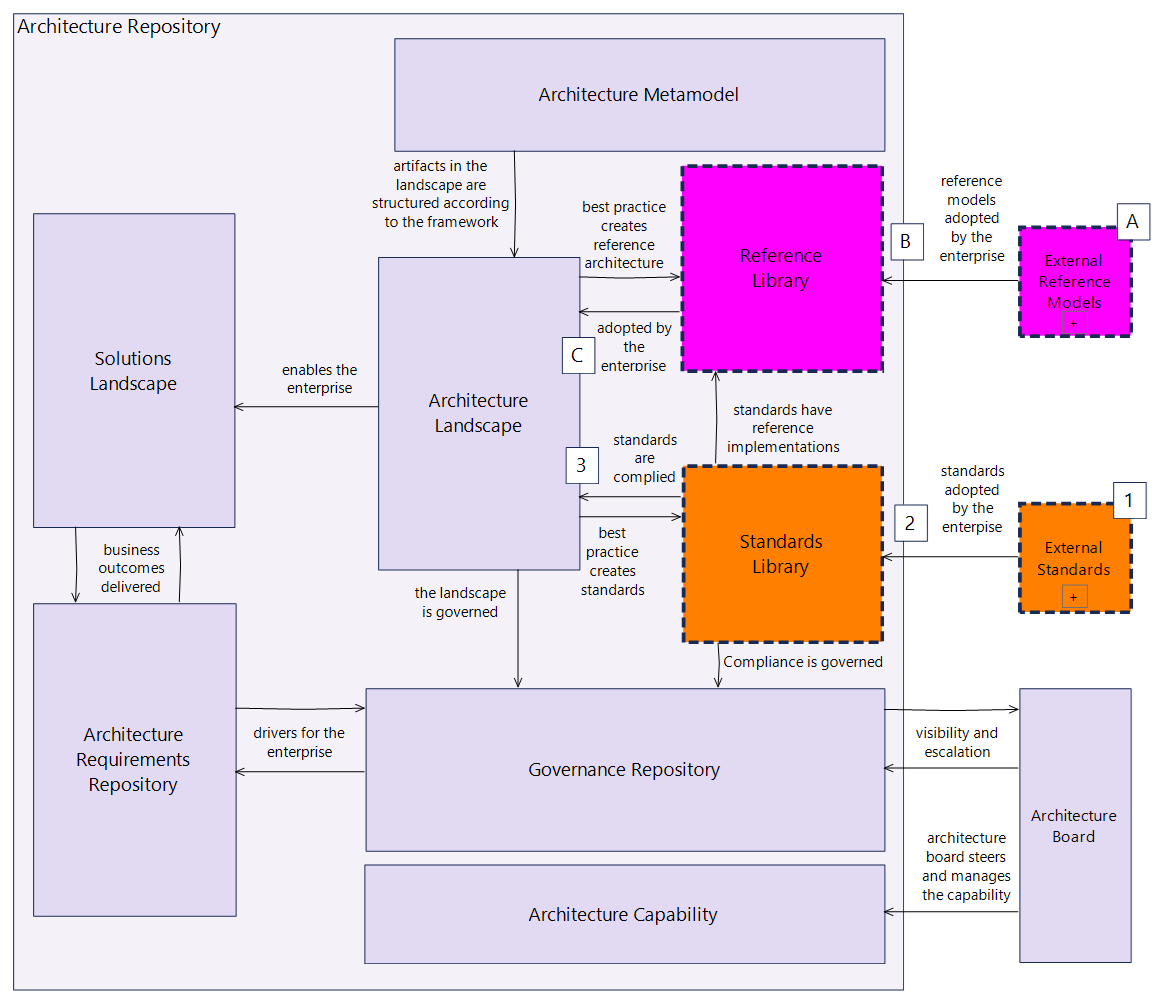 Architecture Repository
Architecture Metamodel
artifacts in the
landscape are
structured according
to the framework
best practice
creates
reference
architecture
Reference
Library
B
reference
models
adopted
by the
enterprise
A
External
Reference
Models
+
adopted by
the
enterprise
C
Solutions
Landscape
enables the
enterprise
Architecture
Landscape
standards have
reference
implementations
3
standards
are
complied
best
practice
creates
standards
Standards
Library
2
standards
adopted
by the
enterpise
1
External
Standards
+
business
outcomes
delivered
the landscape
is governed
Compliance is governed
Architecture
Requirements
Repository
drivers for the
enterprise
Governance Repository
visibility and
escalation
Architecture
Board
architecture
board steers
and manages
the capability
Architecture Capability